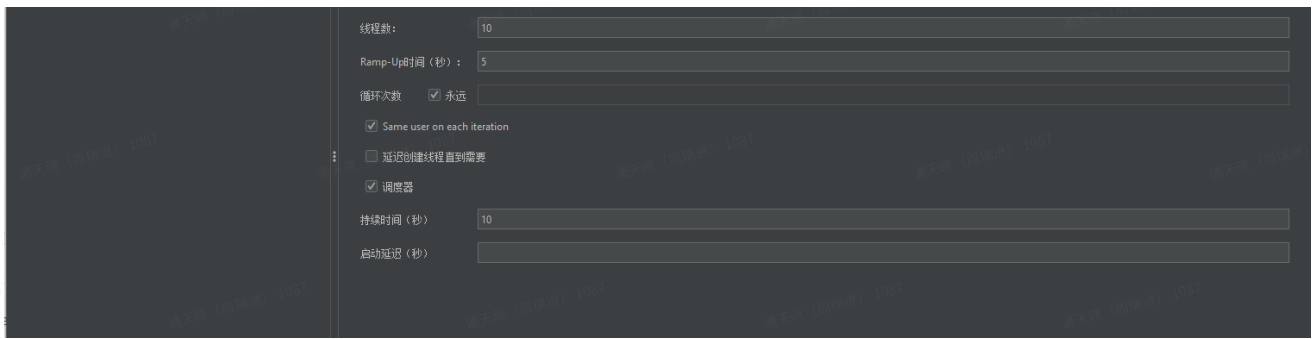 线程数： 10
Ramp-Up时间（秒）： 5
循环次数 永远
Same user on each iteration
延迟创建线程直到需要
调度器
持续时间（秒） 10
启动延迟（秒）